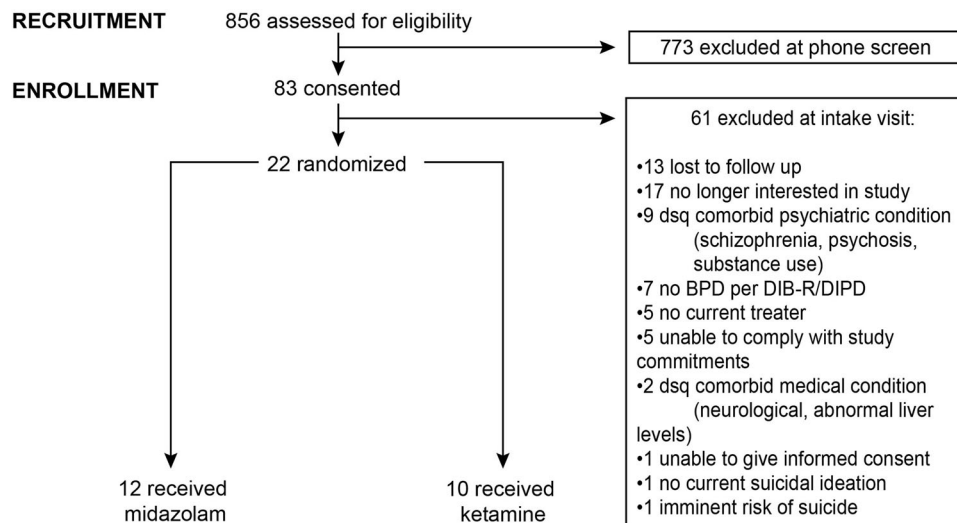 RECRUITMENT
856 assessed for eligibility
773 excluded at phone screen
ENROLLMENT
83 consented
61 excluded at intake visit:
22 randomized
•13 lost to follow up
•17 no longer interested in study
•9 dsq comorbid psychiatric condition
(schizophrenia, psychosis,
substance use)
•7 no BPD per DIB-R/DIPD
•5 no current treater
•5 unable to comply with study
commitments
•2 dsq comorbid medical condition
(neurological, abnormal liver
levels)
•1 unable to give informed consent
•1 no current suicidal ideation
•1 imminent risk of suicide
12 received
midazolam
10 received
ketamine